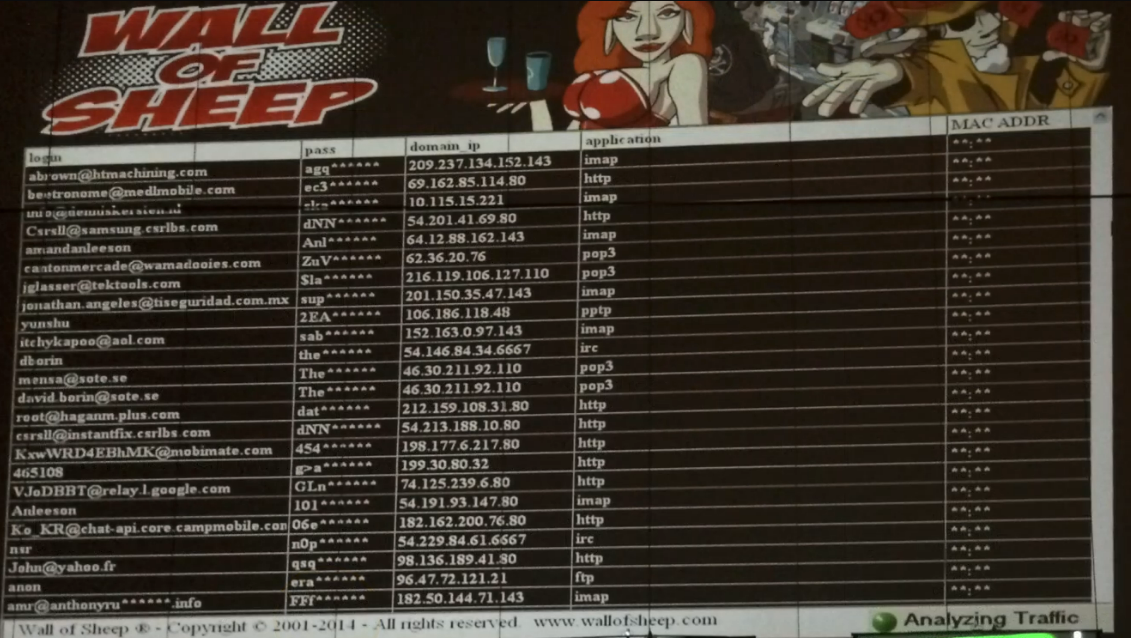 WALL
OF
SHEEP
login pass domain_ip application MAC ADDR
abrown@htmachining.com agq****** 209.237.134.152.143 imap **:**
beetronome@medlmobile.com ec3****** 69.162.85.114.80 http **:**
ska****** 10.115.15.221 imap **:**
Csrsll@samsung.csrlbs.com dNN****** 54.201.41.69.80 http **:**
amandanleeson Anl****** 64.12.88.162.143 imap **:**
cantonmercade@wamadooies.com ZuV****** 62.36.20.76 pop3 **:**
jglasser@tektools.com $la****** 216.119.106.127.110 pop3 **:**
jonathan.angeles@tiseguridad.com.mx sup****** 201.150.35.47.143 imap **:**
yunshu 2EA****** 106.186.118.48 pptp **:**
itchykapoo@aol.com sab****** 152.163.0.97.143 imap **:**
dborin the****** 54.146.84.34.6667 irc **:**
mensa@sote.se The****** 46.30.211.92.110 pop3 **:**
david.borin@sote.se The****** 46.30.211.92.110 pop3 **:**
root@haganm.plus.com dat****** 212.159.108.31.80 http **:**
csrsll@instantfix.csrlbs.com dNN****** 54.213.188.10.80 http **:**
KxwWRD4EBhMK@mobimate.com 454****** 198.177.6.217.80 http **:**
465108 g>a****** 199.30.80.32 http **:**
VJoDBBT@relay.l.google.com GLn****** 74.125.239.6.80 http **:**
Anleeson 101****** 54.191.93.147.80 imap **:**
Ko_KR@chat-api.core.campmobile.con 06e****** 182.162.200.76.80 http **:**
nsr n0p****** 54.229.84.61.6667 irc **:**
John@yahoo.fr qsq****** 98.136.189.41.80 http **:**
anon era****** 96.47.72.121.21 ftp **:**
amr@anthonyru******.info FFf****** 182.50.144.71.143 imap **:**
Wall of Sheep ® - Copyright © 2001-2014 - All rights reserved. www.wallofsheep.com Analyzing Traffic